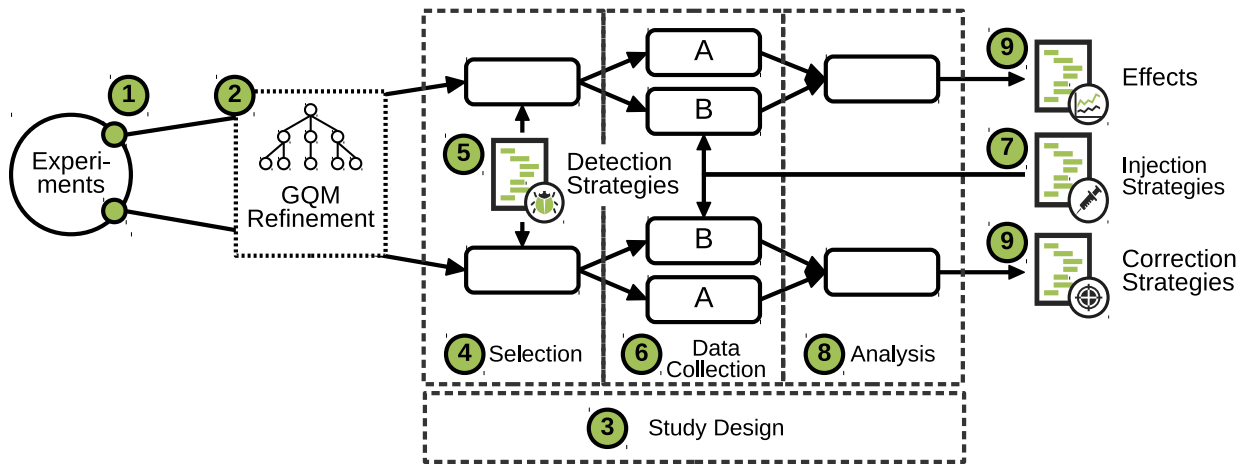 1
2
Experi-
ments
GQM
Refinement
5
Detection
Strategies
A
B
B
A
4 Selection
6 Data
Collection
8 Analysis
3 Study Design
9
Effects
7
Injection
Strategies
9
Correction
Strategies